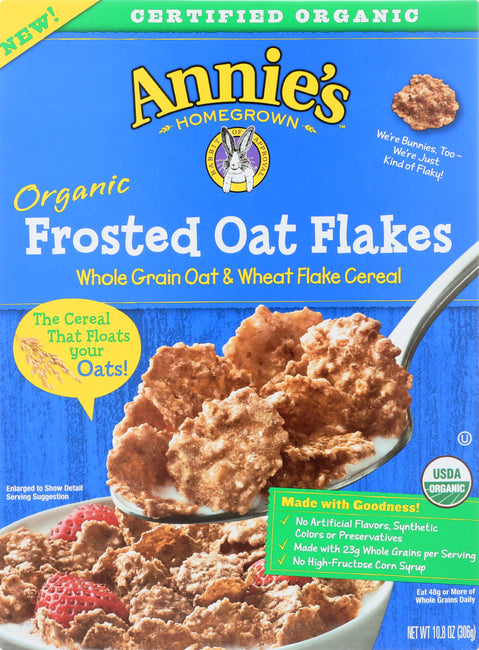 NEW!
CERTIFIED ORGANIC
Annie's™
HOMEGROWN
RABBIT OF APPROVAL
We're Bunnies, Too –
We're Just
Kind of Flaky!
Organic
Frosted Oat Flakes
Whole Grain Oat & Wheat Flake Cereal
The Cereal
That Floats
your
Oats!
U
USDA
ORGANIC
Enlarged to Show Detail
Serving Suggestion
Made with Goodness!
✓ No Artificial Flavors, Synthetic
Colors or Preservatives
✓ Made with 23g Whole Grains per Serving
✓ No High-Fructose Corn Syrup
Eat 48g or More of
Whole Grains Daily
NET WT 10.8 OZ (306g)